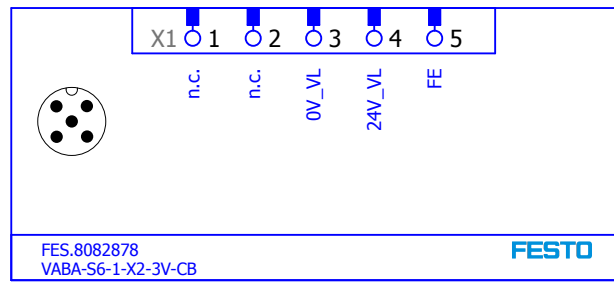 X1 1 2 3 4 5
n.c. n.c. 0V_VL 24V_VL FE
FES.8082878
VABA-S6-1-X2-3V-CB
FESTO